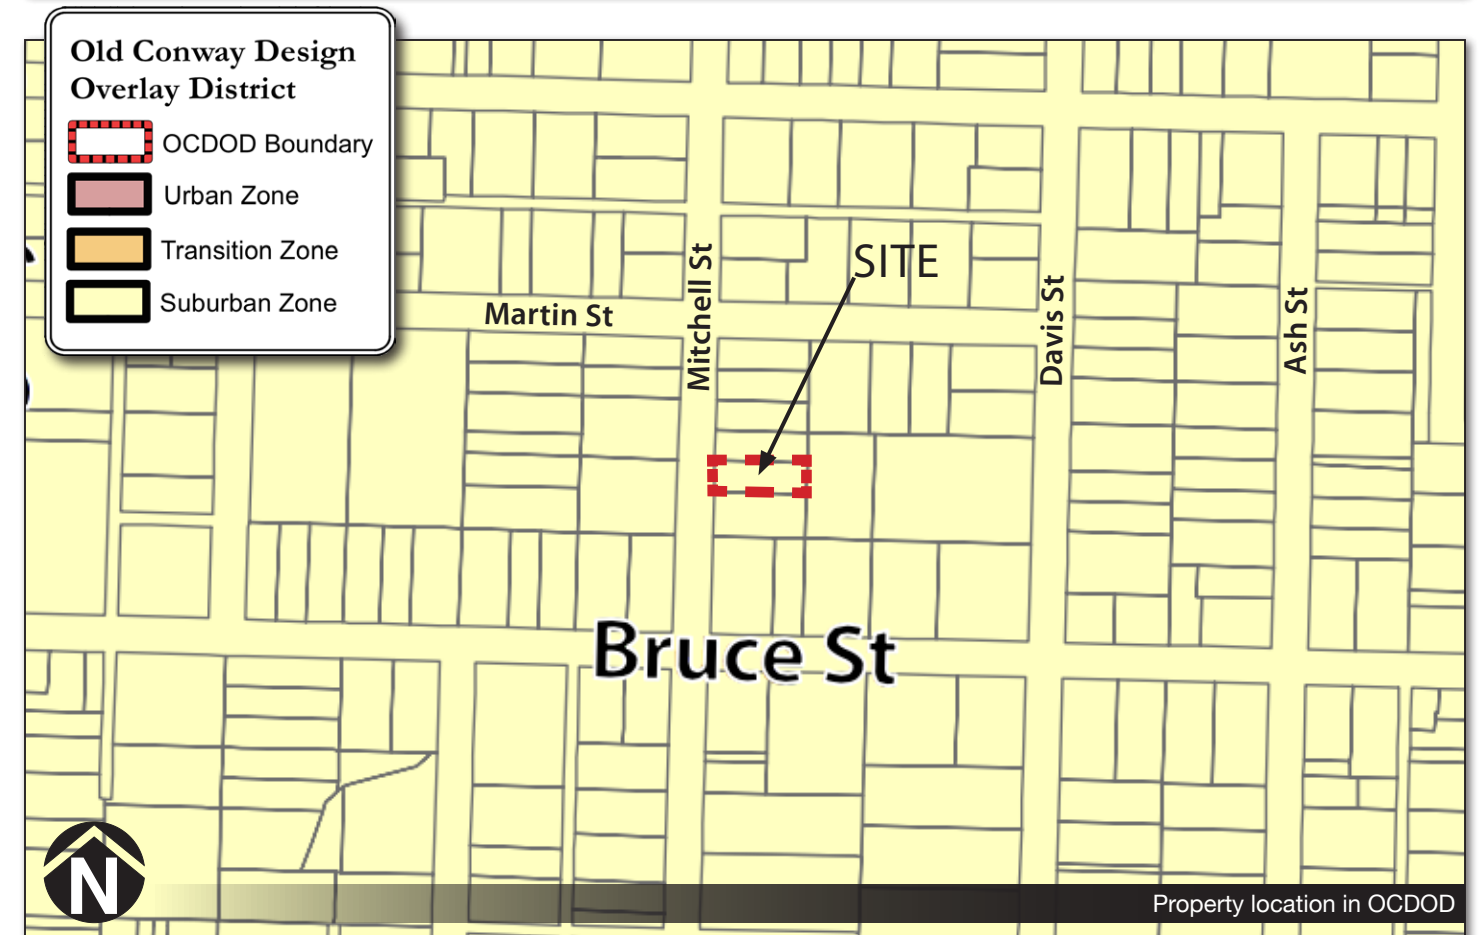 Old Conway Design
Overlay District
OCDOD Boundary
Urban Zone
Transition Zone
Suburban Zone
SITE
Martin St
Mitchell St
Davis St
Ash St
Bruce St
N
Property location in OCDOD